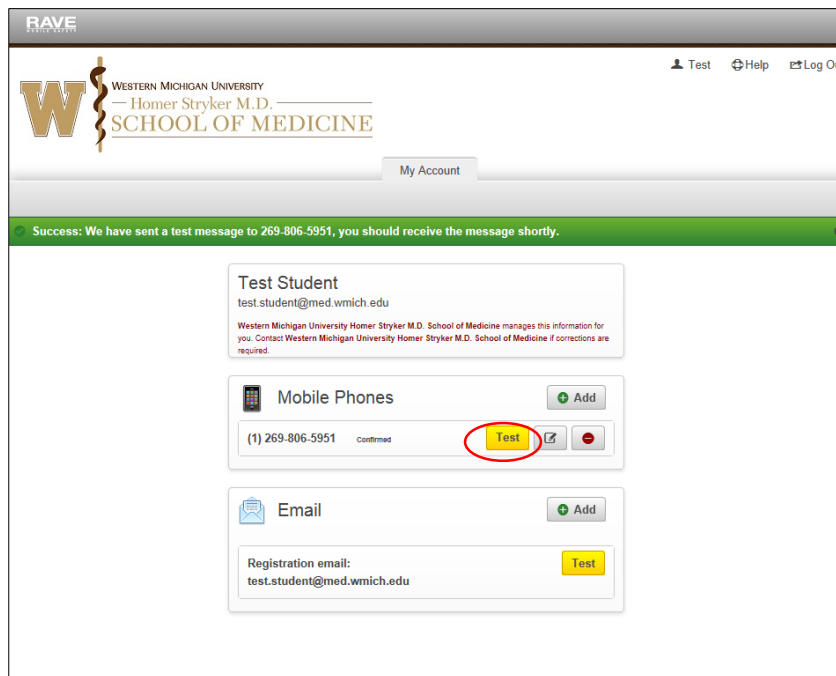 RAVE
MOBILE SAFETY
Test Help Log O
W WESTERN MICHIGAN UNIVERSITY
Homer Stryker M.D.
SCHOOL OF MEDICINE
My Account
Success: We have sent a test message to 269-806-5951, you should receive the message shortly.
Test Student
test.student@med.wmich.edu
Western Michigan University Homer Stryker M.D. School of Medicine manages this information for
you. Contact Western Michigan University Homer Stryker M.D. School of Medicine if corrections are
required.
Mobile Phones Add
(1) 269-806-5951 Confirmed Test
Email Add
Registration email: Test
test.student@med.wmich.edu